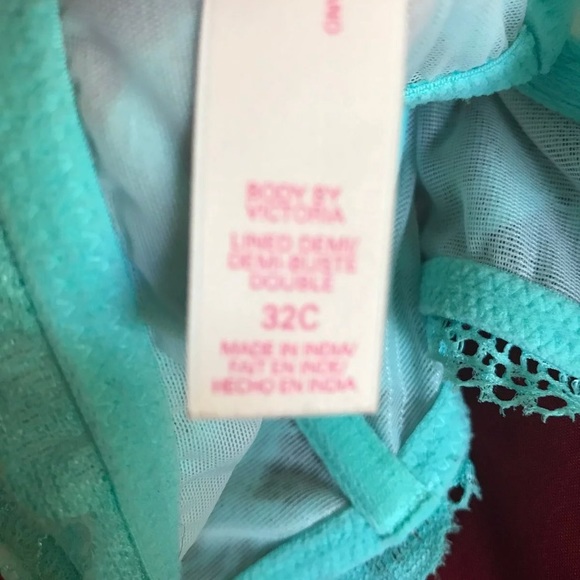 BODY BY
VICTORIA
LINED DEMI/
DEMI-BUSTE
DOUBLE
32C
MADE IN INDIA/
FAIT EN INDE/
HECHO EN INDIA